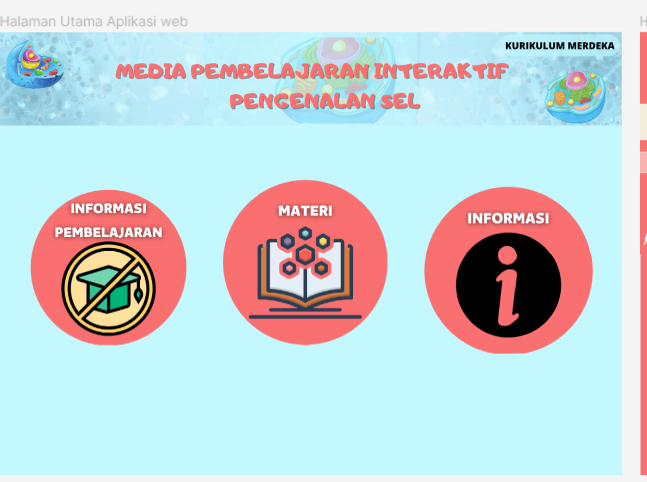 Halaman Utama Aplikasi web
KURIKULUM MERDEKA
MEDIA PEMBELAJARAN INTERAKTIF
PENGENALAN SEL
INFORMASI
PEMBELAJARAN
MATERI
INFORMASI